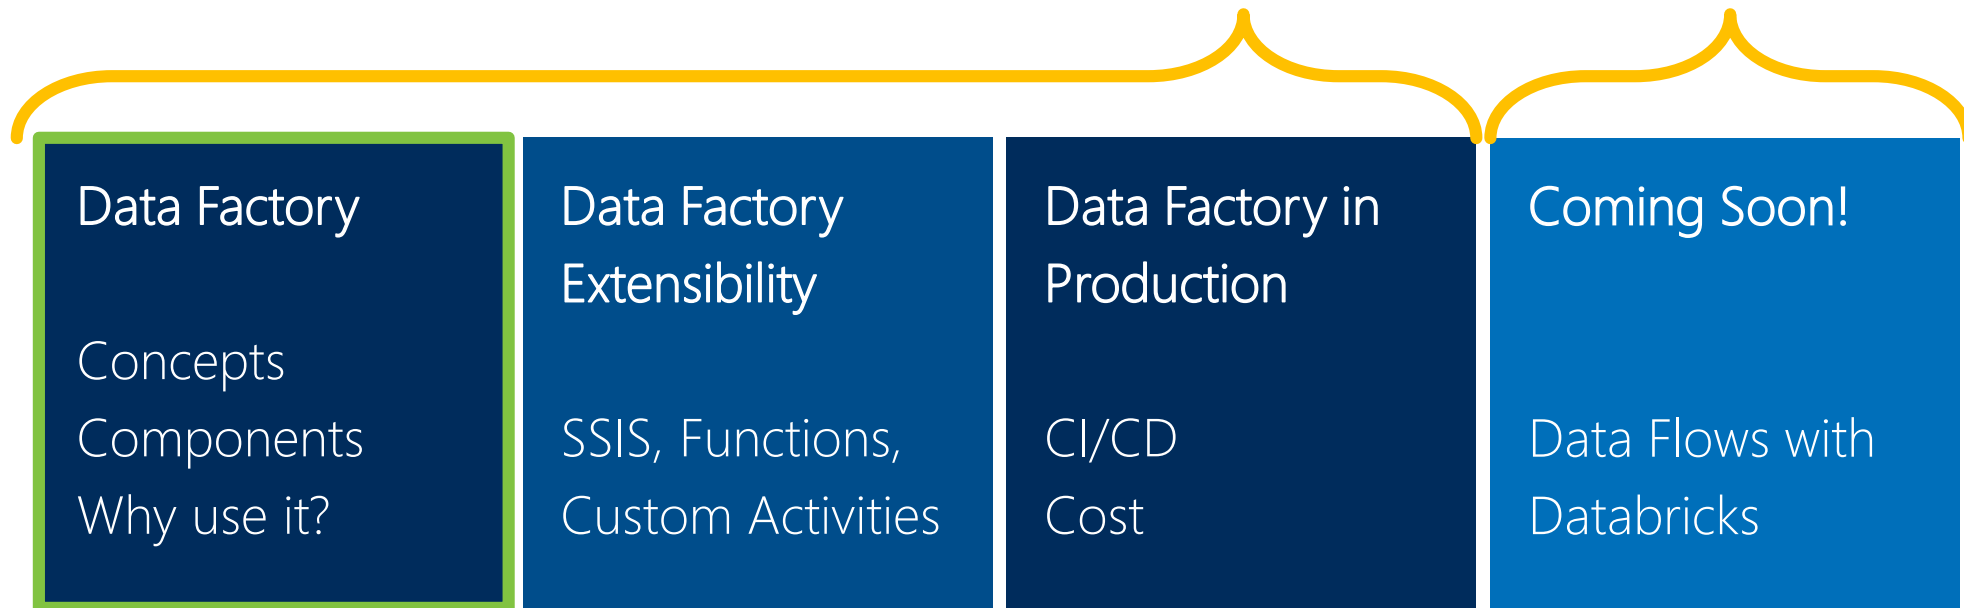 Data Factory
Concepts
Components
Why use it?
Data Factory
Extensibility
SSIS, Functions,
Custom Activities
Data Factory in
Production
CI/CD
Cost
Coming Soon!
Data Flows with
Databricks